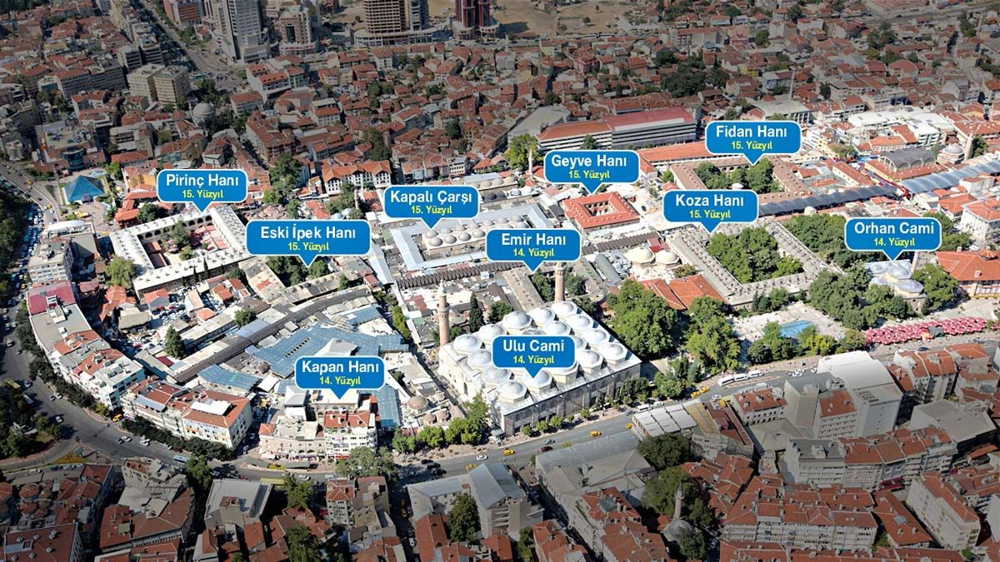 Fidan Hanı
15. Yüzyıl
Geyve Hanı
15. Yüzyıl
Pirinç Hanı
15. Yüzyıl
Kapalı Çarşı
15. Yüzyıl
Koza Hanı
15. Yüzyıl
Eski İpek Hanı
15. Yüzyıl
Emir Hanı
14. Yüzyıl
Orhan Cami
14. Yüzyıl
Ulu Cami
14. Yüzyıl
Kapan Hanı
14. Yüzyıl